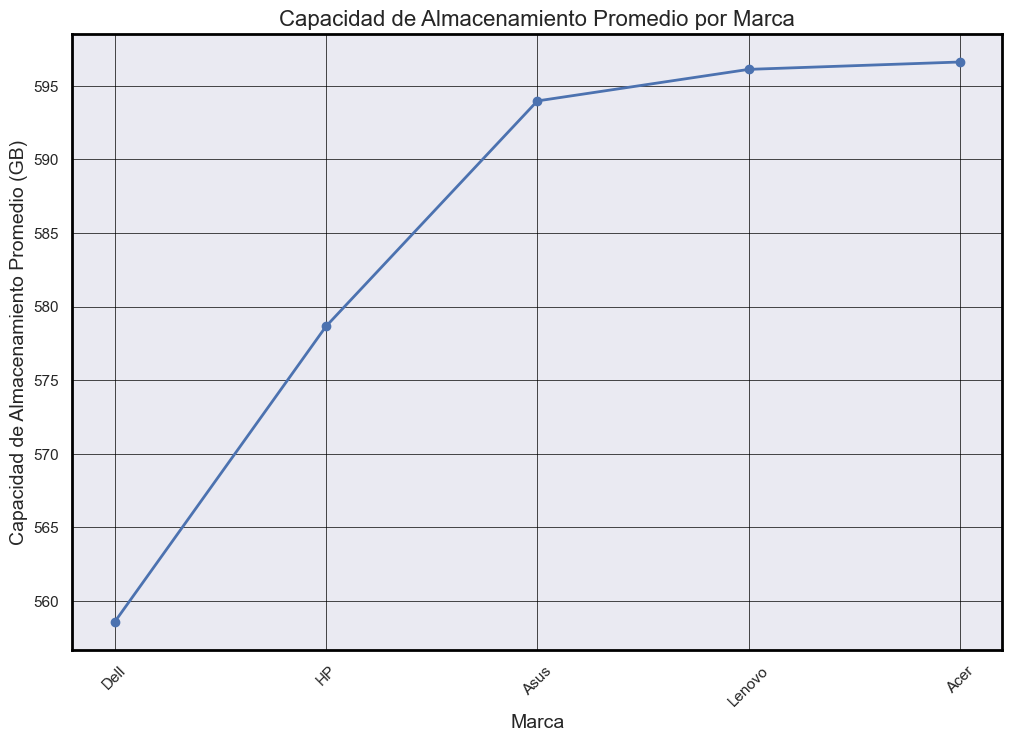 Capacidad de Almacenamiento Promedio por Marca
Capacidad de Almacenamiento Promedio (GB)
595
590
585
580
575
570
565
560
Dell
HP
Asus
Lenovo
Acer
Marca